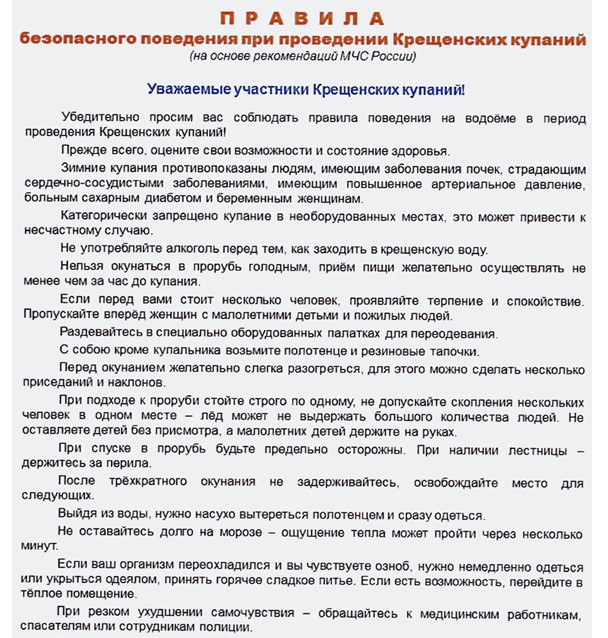 ПРАВИЛА
безопасного поведения при проведении Крещенских купаний
(на основе рекомендаций МЧС России)
Уважаемые участники Крещенских купаний!
Убедительно просим вас соблюдать правила поведения на водоёме в период
проведения Крещенских купаний!
Прежде всего, оцените свои возможности и состояние здоровья.
Зимние купания противопоказаны людям, имеющим заболевания почек, страдающим
сердечно-сосудистыми заболеваниями, имеющим повышенное артериальное давление,
больным сахарным диабетом и беременным женщинам.
Категорически запрещено купание в необорудованных местах, это может привести к
несчастному случаю.
Не употребляйте алкоголь перед тем, как заходить в крещенскую воду.
Нельзя окунаться в прорубь голодным, приём пищи желательно осуществлять не
менее чем за час до купания.
Если перед вами стоит несколько человек, проявляйте терпение и спокойствие.
Пропускайте вперёд женщин с малолетними детьми и пожилых людей.
Раздевайтесь в специально оборудованных палатках для переодевания.
С собою кроме купальника возьмите полотенце и резиновые тапочки.
Перед окунанием желательно слегка разогреться, для этого можно сделать несколько
приседаний и наклонов.
При подходе к проруби стойте строго по одному, не допускайте скопления нескольких
человек в одном месте – лёд может не выдержать большого количества людей. Не
оставляете детей без присмотра, а малолетних детей держите на руках.
При спуске в прорубь будьте предельно осторожны. При наличии лестницы –
держитесь за перила.
После трёхкратного окунания не задерживайтесь, освобождайте место для
следующих.
Выйдя из воды, нужно насухо вытереться полотенцем и сразу одеться.
Не оставайтесь долго на морозе – ощущение тепла может пройти через несколько
минут.
Если ваш организм переохладился и вы чувствуете озноб, нужно немедленно одеться
или укрыться одеялом, принять горячее сладкое питье. Если есть возможность, перейдите в
тёплое помещение.
При резком ухудшении самочувствия – обращайтесь к медицинским работникам,
спасателям или сотрудникам полиции.